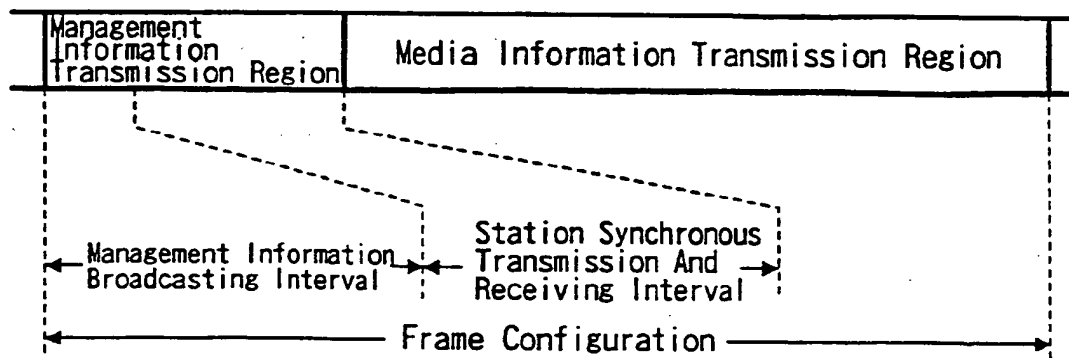 Management
Information
Transmission Region
Media Information Transmission Region
Management Information
Broadcasting Interval
Station Synchronous
Transmission And
Receiving Interval
Frame Configuration